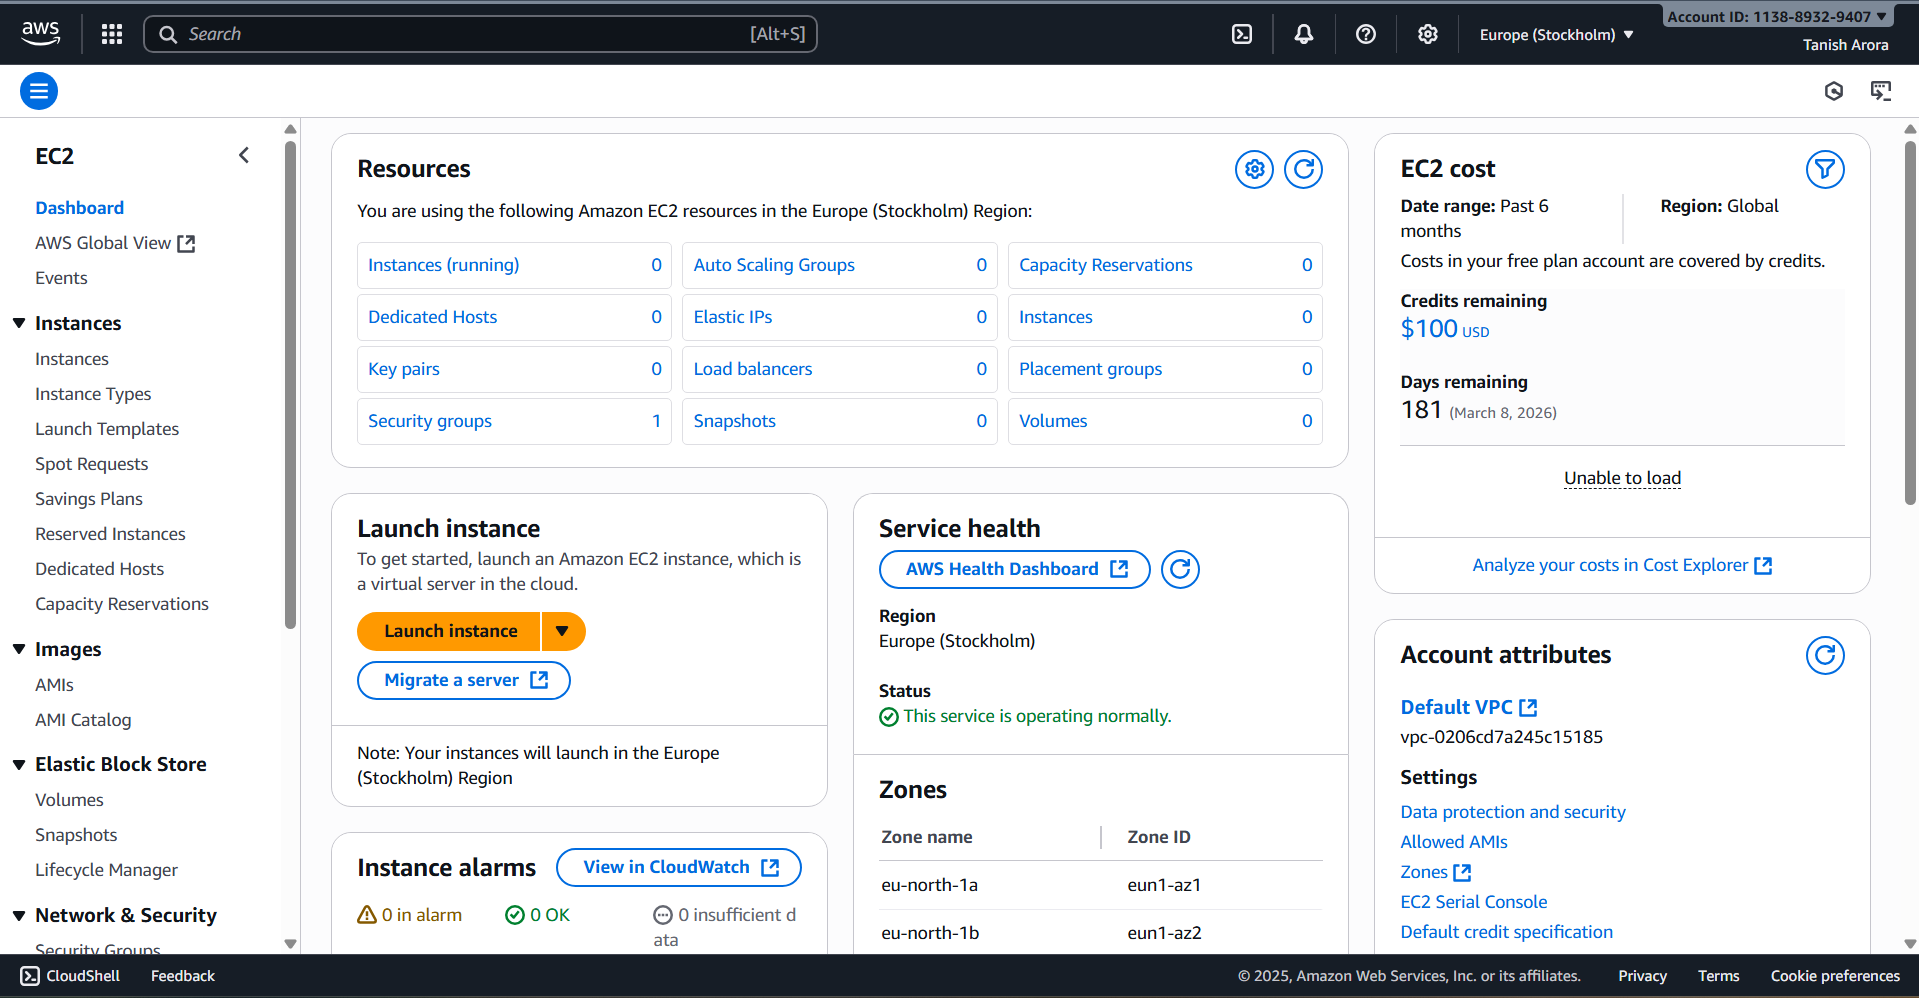 aws
Search
[Alt+S]
Europe (Stockholm)
Account ID: 1138-8932-9407
Tanish Arora
EC2
Dashboard
AWS Global View
Events
Instances
Instances
Instance Types
Launch Templates
Spot Requests
Savings Plans
Reserved Instances
Dedicated Hosts
Capacity Reservations
Images
AMIs
AMI Catalog
Elastic Block Store
Volumes
Snapshots
Lifecycle Manager
Network & Security
Security Groups
Resources
You are using the following Amazon EC2 resources in the Europe (Stockholm) Region:
Instances (running) 0
Auto Scaling Groups 0
Capacity Reservations 0
Dedicated Hosts 0
Elastic IPs 0
Instances 0
Key pairs 0
Load balancers 0
Placement groups 0
Security groups 1
Snapshots 0
Volumes 0
Launch instance
To get started, launch an Amazon EC2 instance, which is
a virtual server in the cloud.
Launch instance
Migrate a server
Note: Your instances will launch in the Europe
(Stockholm) Region
Instance alarms
View in CloudWatch
0 in alarm
0 OK
0 insufficient d
ata
Service health
AWS Health Dashboard
Region
Europe (Stockholm)
Status
This service is operating normally.
Zones
Zone name Zone ID
eu-north-1a eun1-az1
eu-north-1b eun1-az2
EC2 cost
Date range: Past 6
months
Region: Global
Costs in your free plan account are covered by credits.
Credits remaining
$100 USD
Days remaining
181 (March 8, 2026)
Unable to load
Analyze your costs in Cost Explorer
Account attributes
Default VPC
vpc-0206cd7a245c15185
Settings
Data protection and security
Allowed AMIs
Zones
EC2 Serial Console
Default credit specification
CloudShell
Feedback
© 2025, Amazon Web Services, Inc. or its affiliates.
Privacy
Terms
Cookie preferences